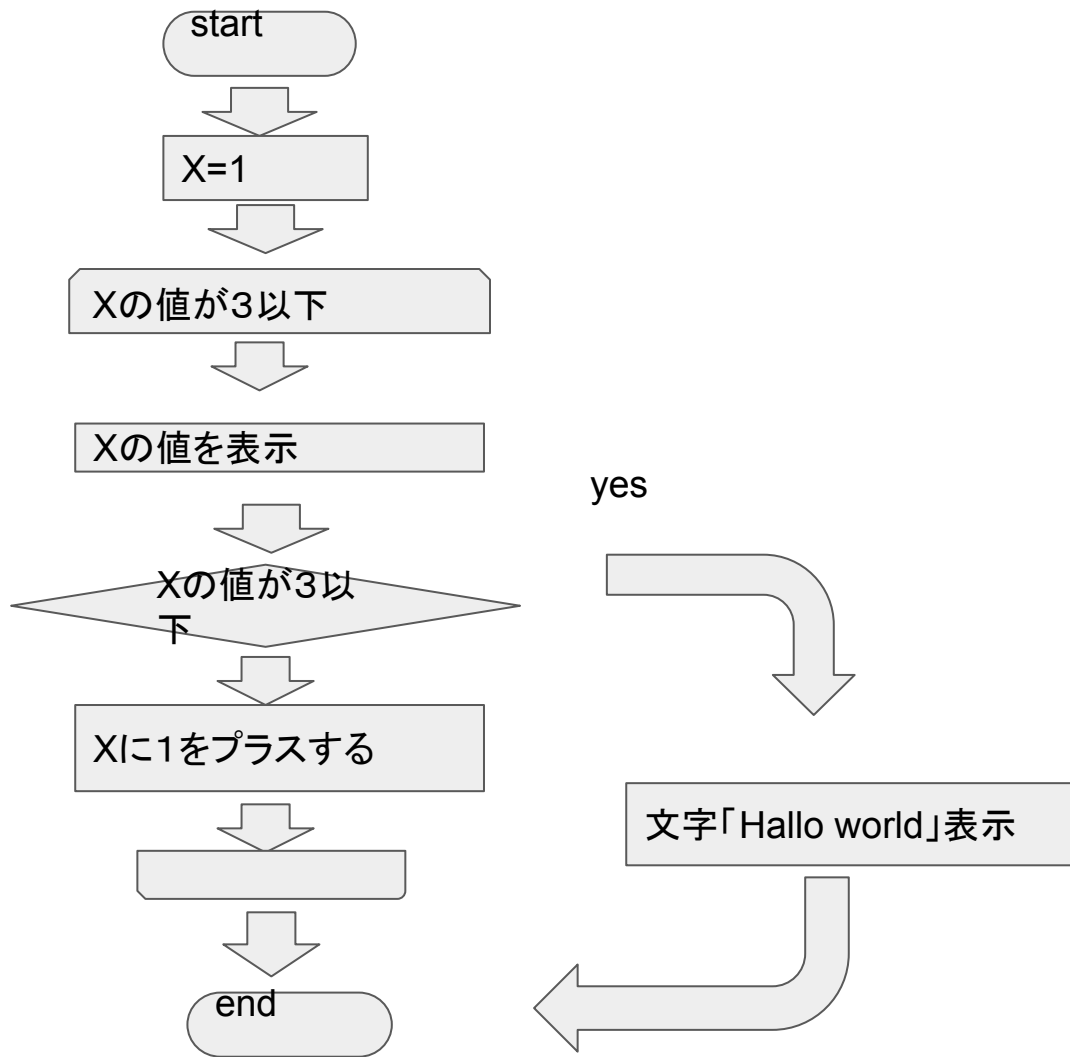 start
X=1
Xの値が３以下
Xの値を表示
yes
Xの値が３以
下
Xに１をプラスする
文字「Hallo world」表示
end